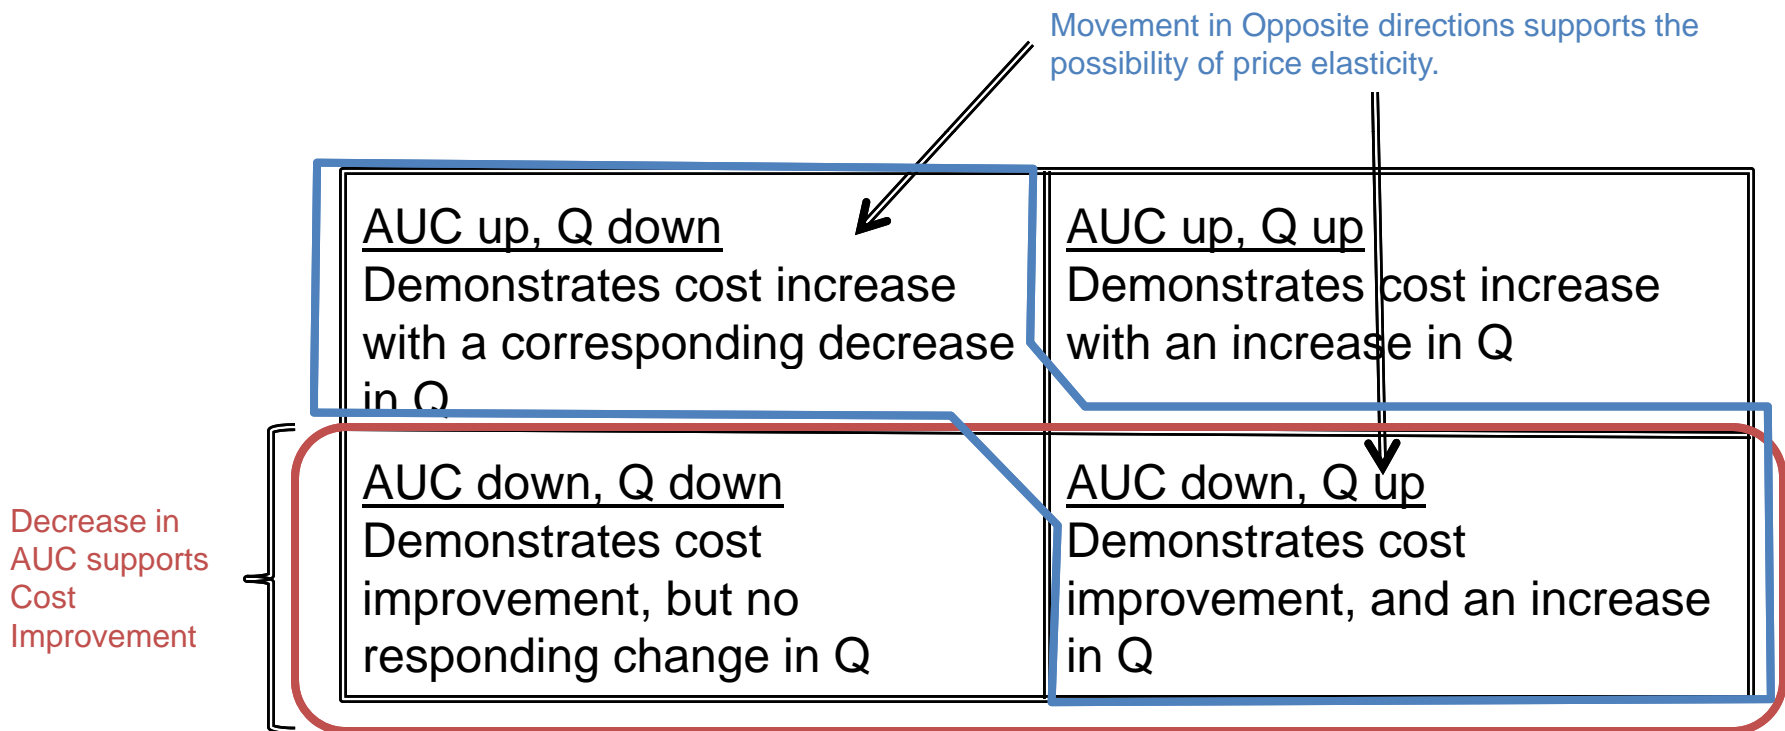 Movement in Opposite directions supports the
possibility of price elasticity.
AUC up, Q down
Demonstrates cost increase
with a corresponding decrease
in Q
AUC up, Q up
Demonstrates cost increase
with an increase in Q
Decrease in
AUC supports
Cost
Improvement
AUC down, Q down
Demonstrates cost
improvement, but no
responding change in Q
AUC down, Q up
Demonstrates cost
improvement, and an increase
in Q